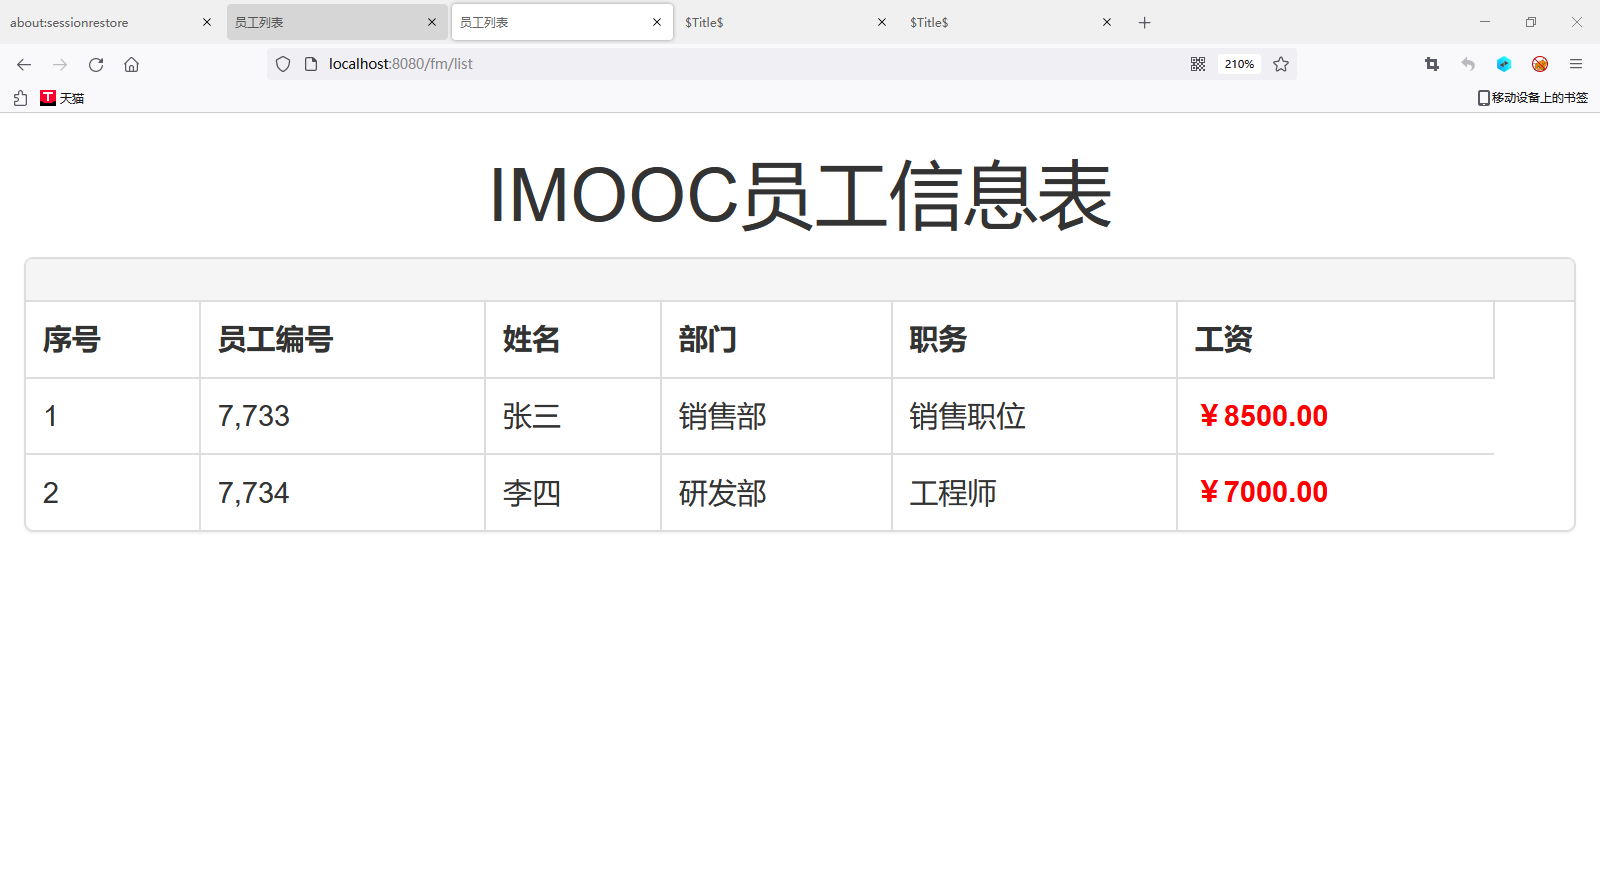 about:sessionrestore 员工列表 员工列表 $Title$ $Title$
localhost:8080/fm/list 210%
天猫 移动设备上的书签
IMOOC员工信息表
序号 员工编号 姓名 部门 职务 工资
1 7,733 张三 销售部 销售职位 ￥8500.00
2 7,734 李四 研发部 工程师 ￥7000.00